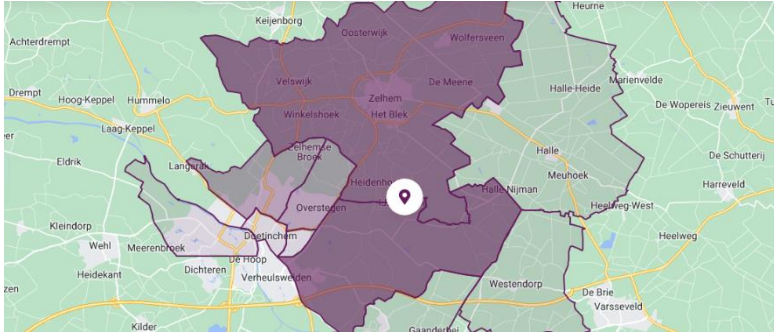 Heurne
Keijenborg
Oosterwijk
Wolfersveen
Achterdrempt
Marienvelde
Velswijk
De Meene
Halle-Heide
Drempt
Hoog-Keppel
Hummelo
Zelhem
De Wopereis
Zieuwent
Winkelshoek
Het Blek
Laag-Keppel
Zelhemse
Broek
Halle
De Schutterij
Eldrik
Langerak
Meuhoek
Halle-Nijman
Harreveld
Overstegen
Heelweg-West
Kleindorp
Doetinchem
Heelweg
Wehl
Meerenbroek
De Hoop
Heidekant
Dichteren
Verheulsweiden
Westendorp
De Brie
Varsseveld
Kilder